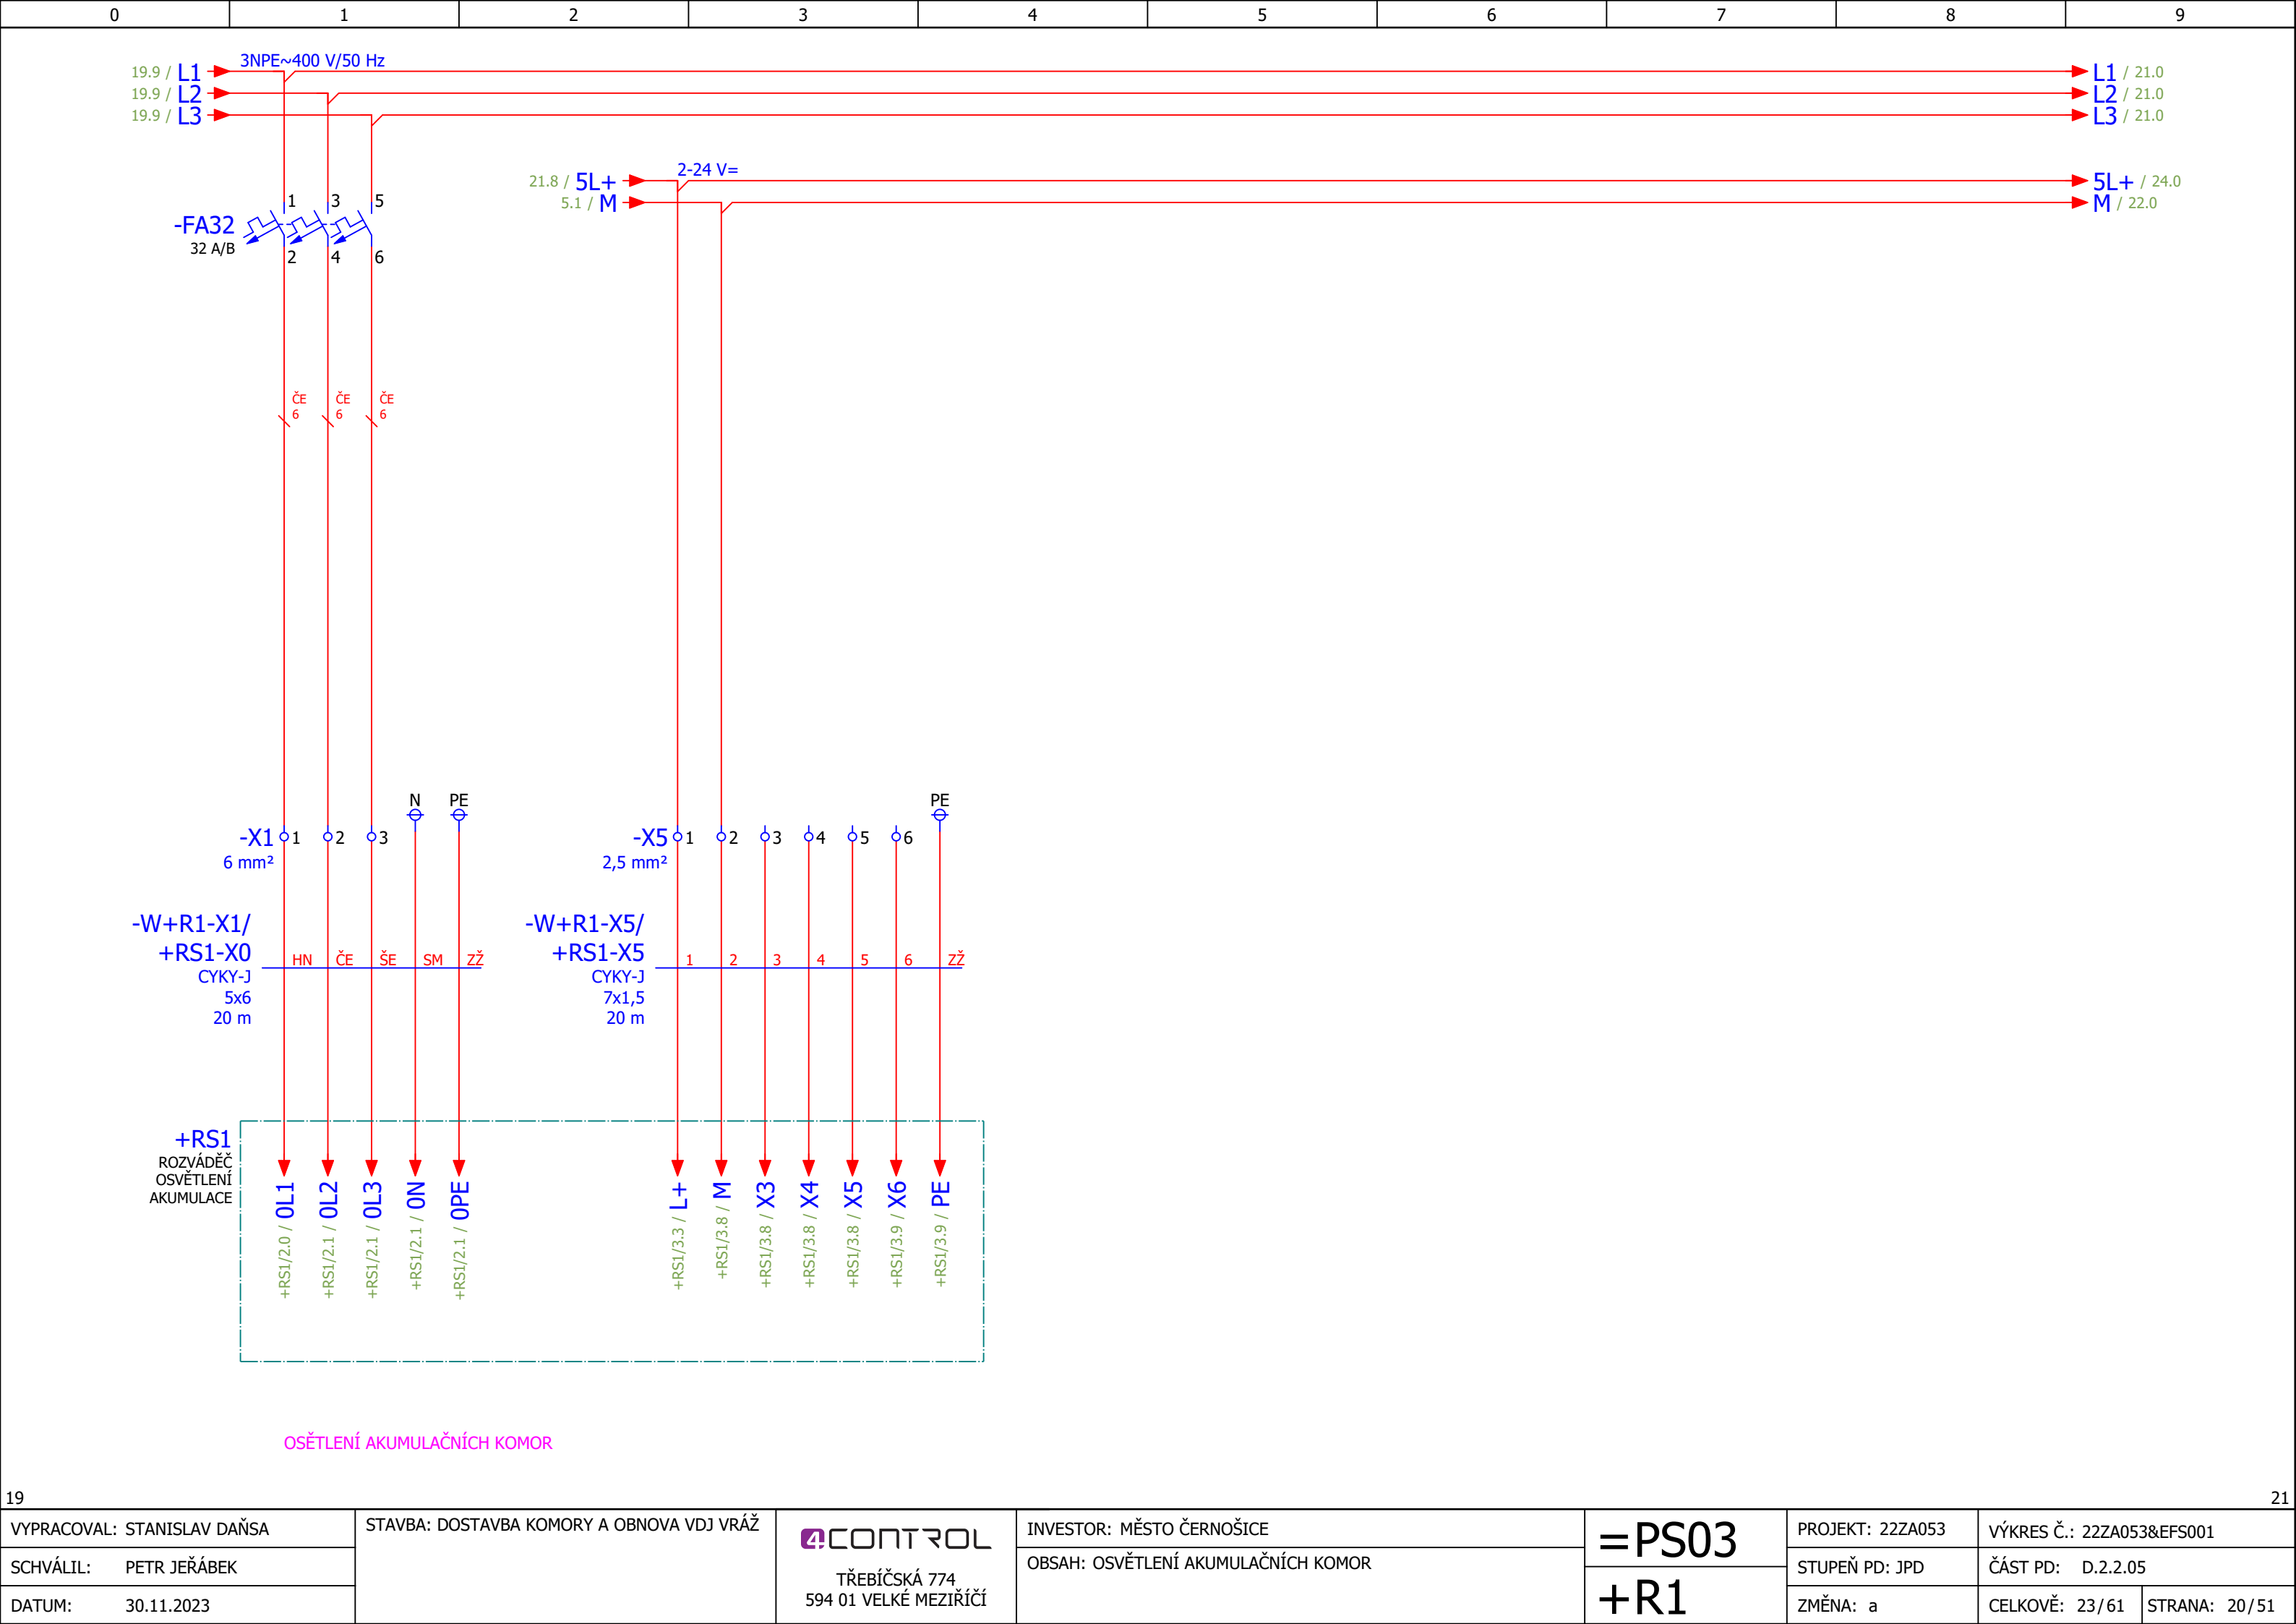 0 1 2 3 4 5 6 7 8 9
3NPE~400 V/50 Hz
19.9 / L1 L1 / 21.0
19.9 / L2 L2 / 21.0
19.9 / L3 L3 / 21.0
2-24 V=
21.8 / 5L+ 5L+ / 24.0
5.1 / M M / 22.0
1 3 5
-FA32
32 A/B
2 4 6
ČE ČE ČE
6 6 6
N PE PE
-X1 1 2 3 -X5 1 2 3 4 5 6
6 mm² 2,5 mm²
-W+R1-X1/ -W+R1-X5/
+RS1-X0 +RS1-X5
HN ČE ŠE SM ZŽ 1 2 3 4 5 6 ZŽ
CYKY-J CYKY-J
5x6 7x1,5
20 m 20 m
+RS1
ROZVÁDĚČ
OSVĚTLENÍ
AKUMULACE
+RS1/2.0 / 0L1
+RS1/2.1 / 0L2
+RS1/2.1 / 0L3
+RS1/2.1 / 0N
+RS1/2.1 / 0PE
+RS1/3.3 / L+
+RS1/3.8 / M
+RS1/3.8 / X3
+RS1/3.8 / X4
+RS1/3.8 / X5
+RS1/3.9 / X6
+RS1/3.9 / PE
OSĚTLENÍ AKUMULAČNÍCH KOMOR
19 21
VYPRACOVAL: STANISLAV DAŇSA
SCHVÁLIL: PETR JEŘÁBEK
DATUM: 30.11.2023
STAVBA: DOSTAVBA KOMORY A OBNOVA VDJ VRÁŽ
4CONTROL
TŘEBÍČSKÁ 774
594 01 VELKÉ MEZIŘÍČÍ
INVESTOR: MĚSTO ČERNOŠICE
OBSAH: OSVĚTLENÍ AKUMULAČNÍCH KOMOR
=PS03
+R1
PROJEKT: 22ZA053
STUPEŇ PD: JPD
ZMĚNA: a
VÝKRES Č.: 22ZA053&EFS001
ČÁST PD: D.2.2.05
CELKOVĚ: 23/61 STRANA: 20/51